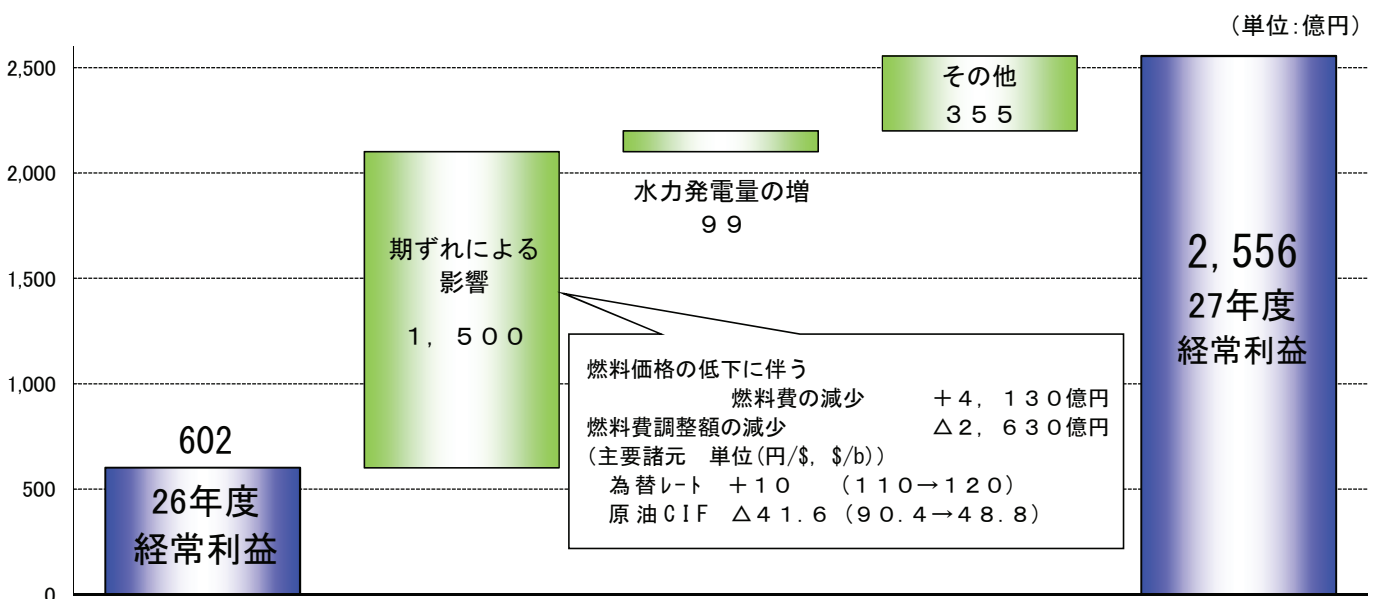 (単位:億円)
2,500
2,000
1,500
1,000
500
0
602
26年度
経常利益
期ずれによる
影響
1,500
水力発電量の増
99
その他
355
2,556
27年度
経常利益
燃料価格の低下に伴う
燃料費の減少 +4,130億円
燃料費調整額の減少 △2,630億円
(主要諸元 単位(円/$, $/b))
為替レート +10 (110→120)
原油CIF △41.6 (90.4→48.8)